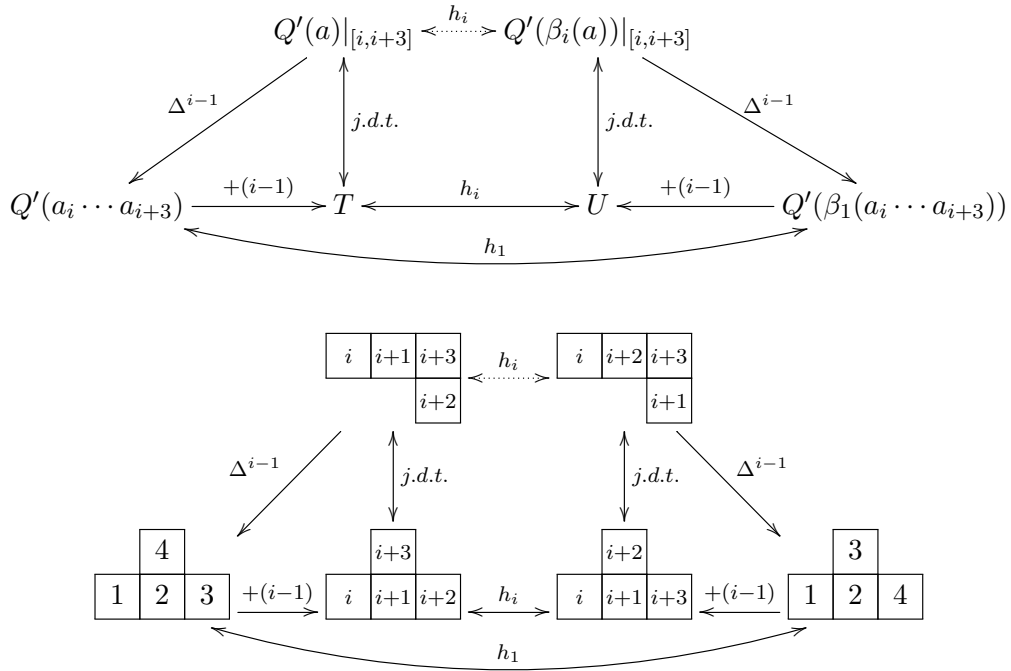 Q′(a)|[i,i+3] h_i Q′(β_i(a))|[i,i+3]
Δ^{i−1} j.d.t. j.d.t. Δ^{i−1}
Q′(a_i ⋯ a_{i+3}) +(i−1) T h_i U +(i−1) Q′(β_1(a_i ⋯ a_{i+3}))
h_1
i i+1 i+3 h_i i i+2 i+3
i+2 i+1
Δ^{i−1} j.d.t. j.d.t. Δ^{i−1}
4 i+3 i+2 3
1 2 3 +(i−1) i i+1 i+2 h_i i i+1 i+3 +(i−1) 1 2 4
h_1